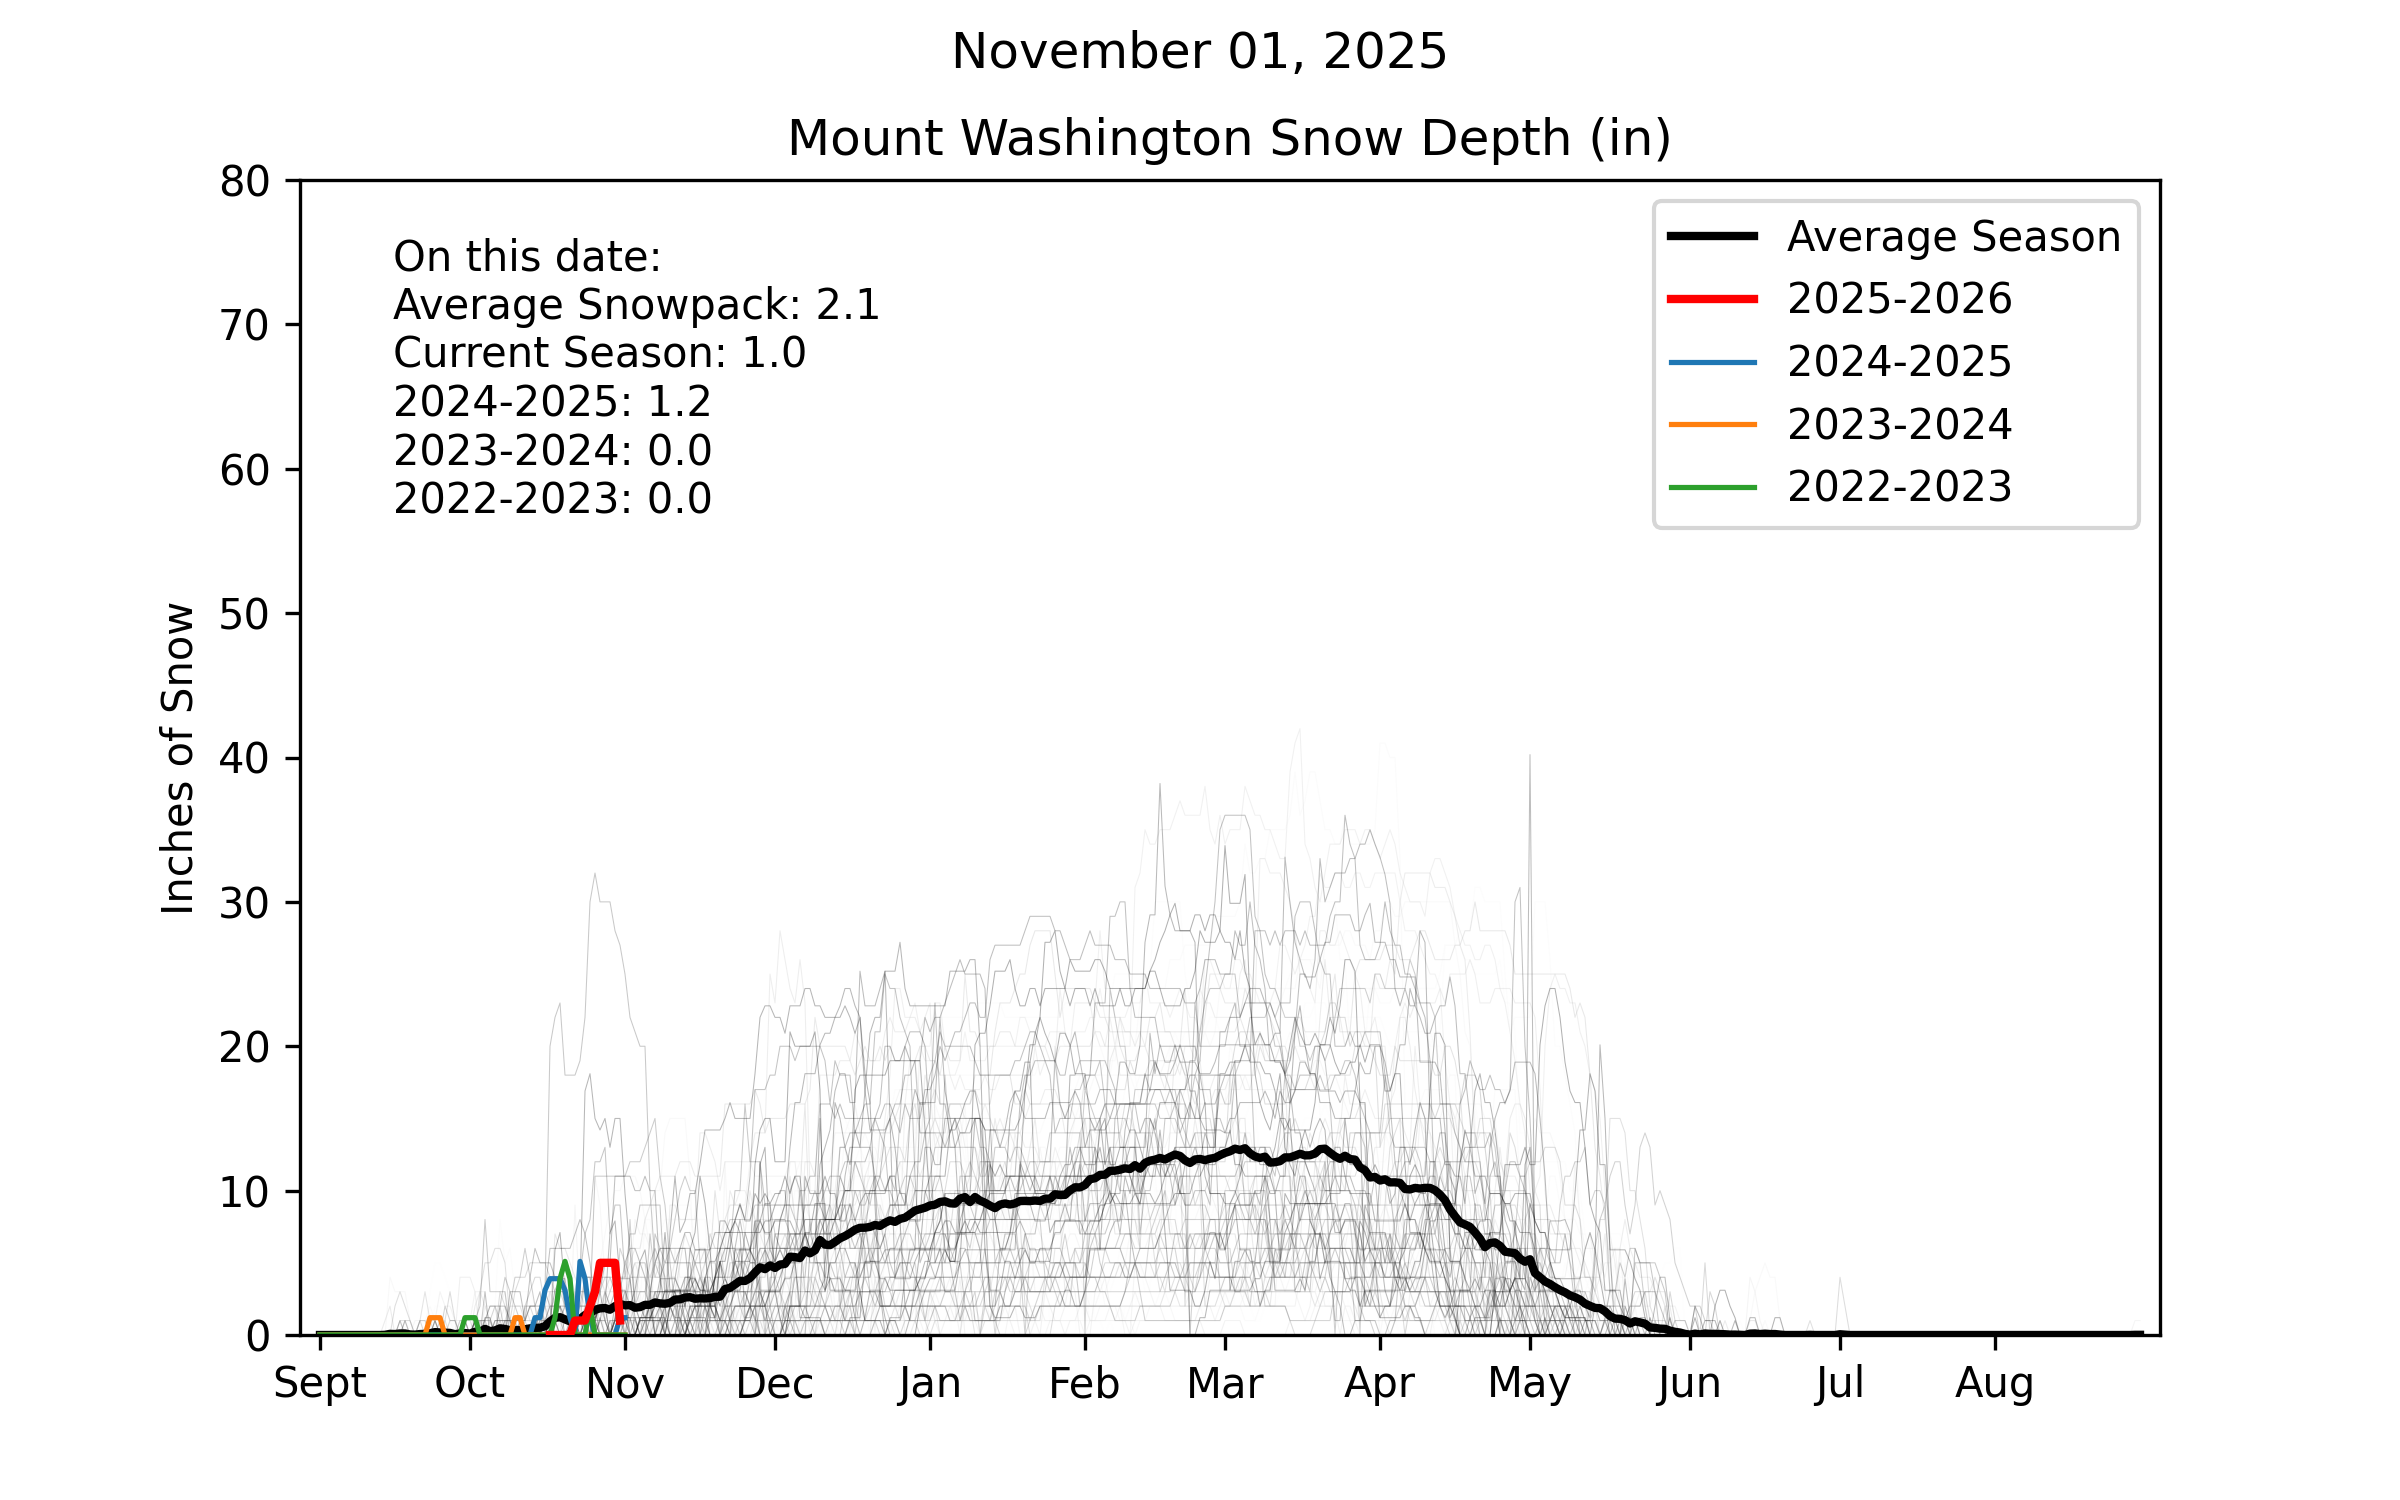 November 01, 2025
Mount Washington Snow Depth (in)
80
70
60
50
40
30
20
10
0
Inches of Snow
On this date:
Average Snowpack: 2.1
Current Season: 1.0
2024-2025: 1.2
2023-2024: 0.0
2022-2023: 0.0
Average Season
2025-2026
2024-2025
2023-2024
2022-2023
Sept Oct Nov Dec Jan Feb Mar Apr May Jun Jul Aug